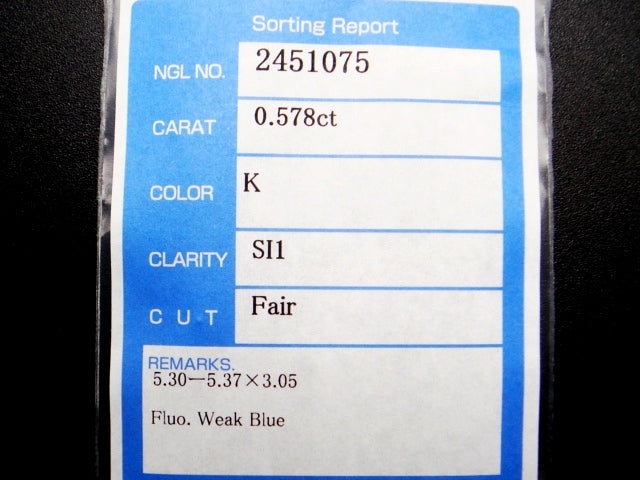 Sorting Report
NGL NO. 2451075
CARAT 0.578ct
COLOR K
CLARITY SI1
CUT Fair
REMARKS.
5.30—5.37×3.05
Fluo. Weak Blue